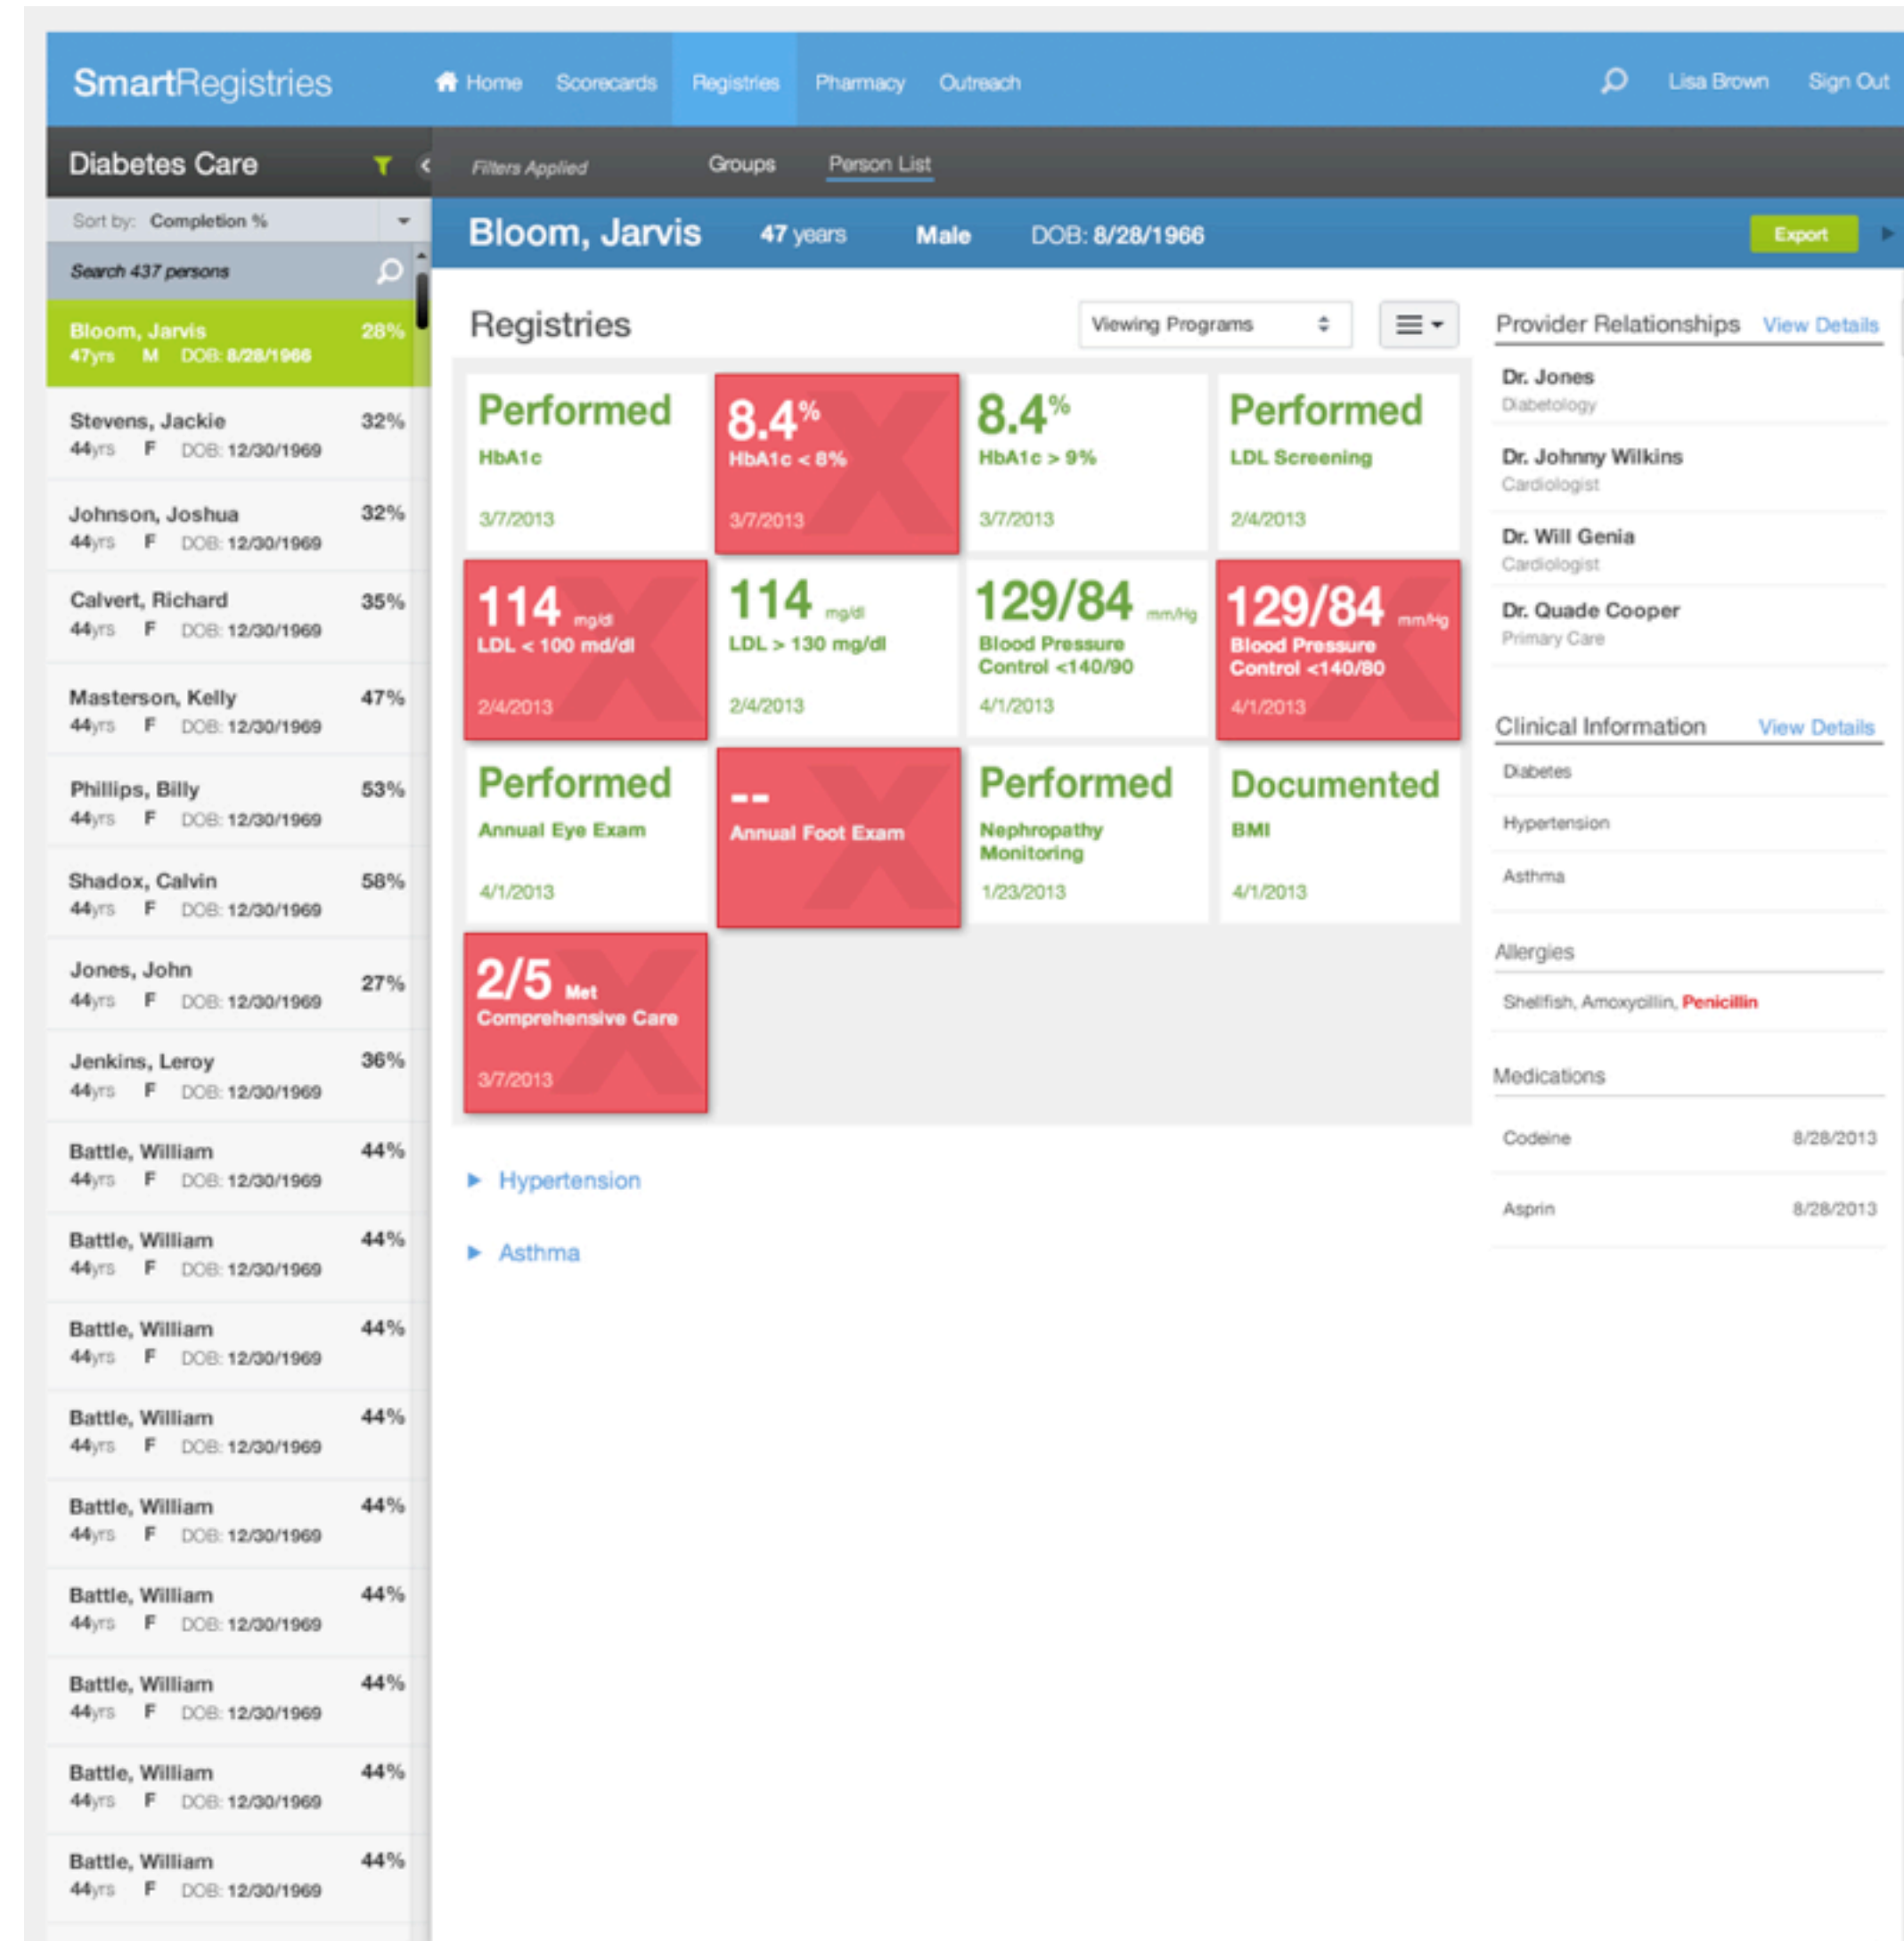 SmartRegistries
Home Scorecards Registries Pharmacy Outreach
Lisa Brown Sign Out
Diabetes Care
Filters Applied
Groups Person List
Sort by: Completion %
Search 437 persons
Bloom, Jarvis 28%
47yrs M DOB: 8/28/1966
Stevens, Jackie 32%
44yrs F DOB: 12/30/1969
Johnson, Joshua 32%
44yrs F DOB: 12/30/1969
Calvert, Richard 35%
44yrs F DOB: 12/30/1969
Masterson, Kelly 47%
44yrs F DOB: 12/30/1969
Phillips, Billy 53%
44yrs F DOB: 12/30/1969
Shadox, Calvin 58%
44yrs F DOB: 12/30/1969
Jones, John 27%
44yrs F DOB: 12/30/1969
Jenkins, Leroy 36%
44yrs F DOB: 12/30/1969
Battle, William 44%
44yrs F DOB: 12/30/1969
Battle, William 44%
44yrs F DOB: 12/30/1969
Battle, William 44%
44yrs F DOB: 12/30/1969
Battle, William 44%
44yrs F DOB: 12/30/1969
Battle, William 44%
44yrs F DOB: 12/30/1969
Battle, William 44%
44yrs F DOB: 12/30/1969
Battle, William 44%
44yrs F DOB: 12/30/1969
Battle, William 44%
44yrs F DOB: 12/30/1969
Battle, William 44%
44yrs F DOB: 12/30/1969
Bloom, Jarvis 47 years Male DOB: 8/28/1966
Export
Registries
Viewing Programs
Performed
HbA1c
3/7/2013
8.4%
HbA1c < 8%
3/7/2013
8.4%
HbA1c > 9%
3/7/2013
Performed
LDL Screening
2/4/2013
114 mg/dl
LDL < 100 md/dl
2/4/2013
114 mg/dl
LDL > 130 mg/dl
2/4/2013
129/84 mm/Hg
Blood Pressure
Control <140/90
4/1/2013
129/84 mm/Hg
Blood Pressure
Control <140/80
4/1/2013
Performed
Annual Eye Exam
4/1/2013
--
Annual Foot Exam
Performed
Nephropathy
Monitoring
1/23/2013
Documented
BMI
4/1/2013
2/5 Met
Comprehensive Care
3/7/2013
Hypertension
Asthma
Provider Relationships View Details
Dr. Jones
Diabetology
Dr. Johnny Wilkins
Cardiologist
Dr. Will Genia
Cardiologist
Dr. Quade Cooper
Primary Care
Clinical Information View Details
Diabetes
Hypertension
Asthma
Allergies
Shellfish, Amoxycillin, Penicillin
Medications
Codeine 8/28/2013
Asprin 8/28/2013